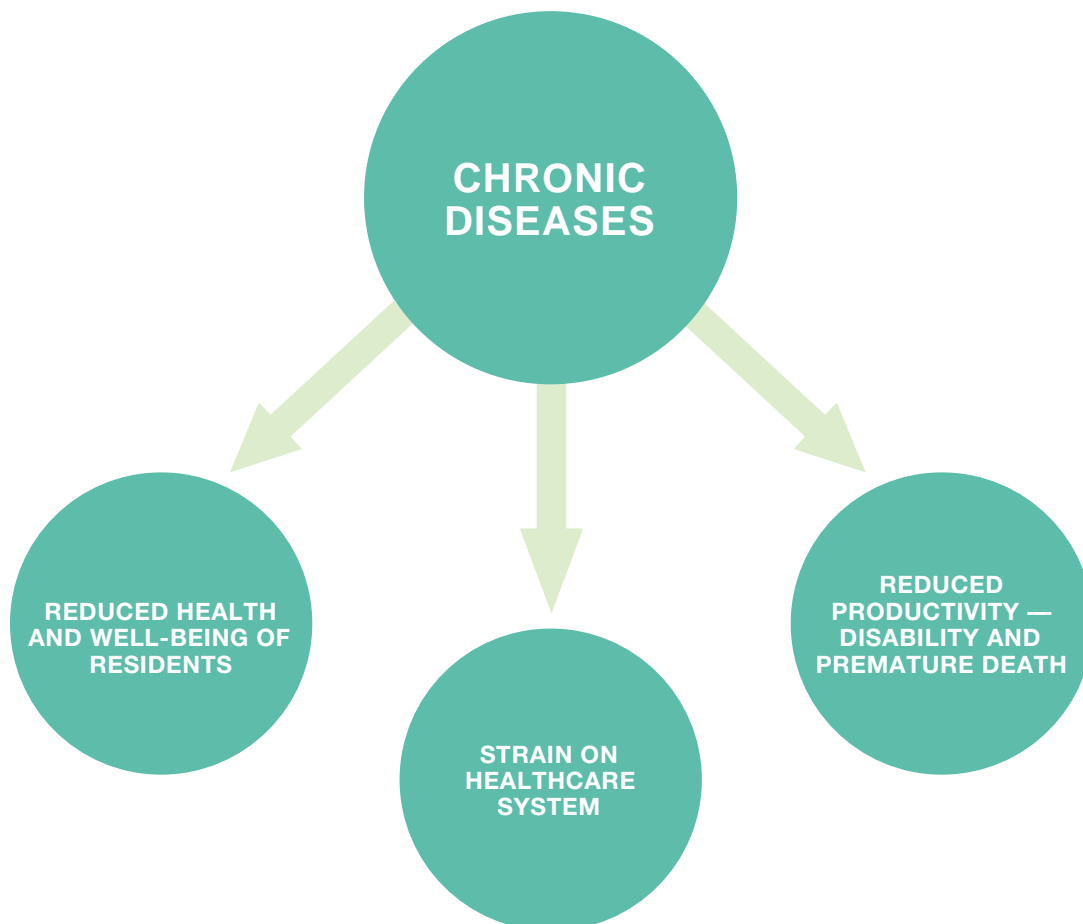 CHRONIC
DISEASES
REDUCED HEALTH
AND WELL-BEING OF
RESIDENTS
STRAIN ON
HEALTHCARE
SYSTEM
REDUCED
PRODUCTIVITY —
DISABILITY AND
PREMATURE DEATH